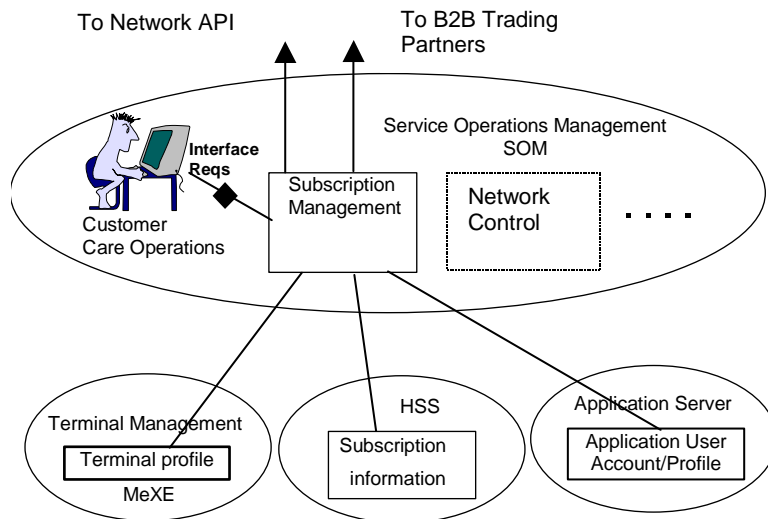 To Network API
To B2B Trading
Partners
Service Operations Management
SOM
Interface
Reqs
Subscription
Management
Network
Control
. . . .
Customer
Care Operations
Terminal Management
Terminal profile
MeXE
HSS
Subscription
information
Application Server
Application User
Account/Profile